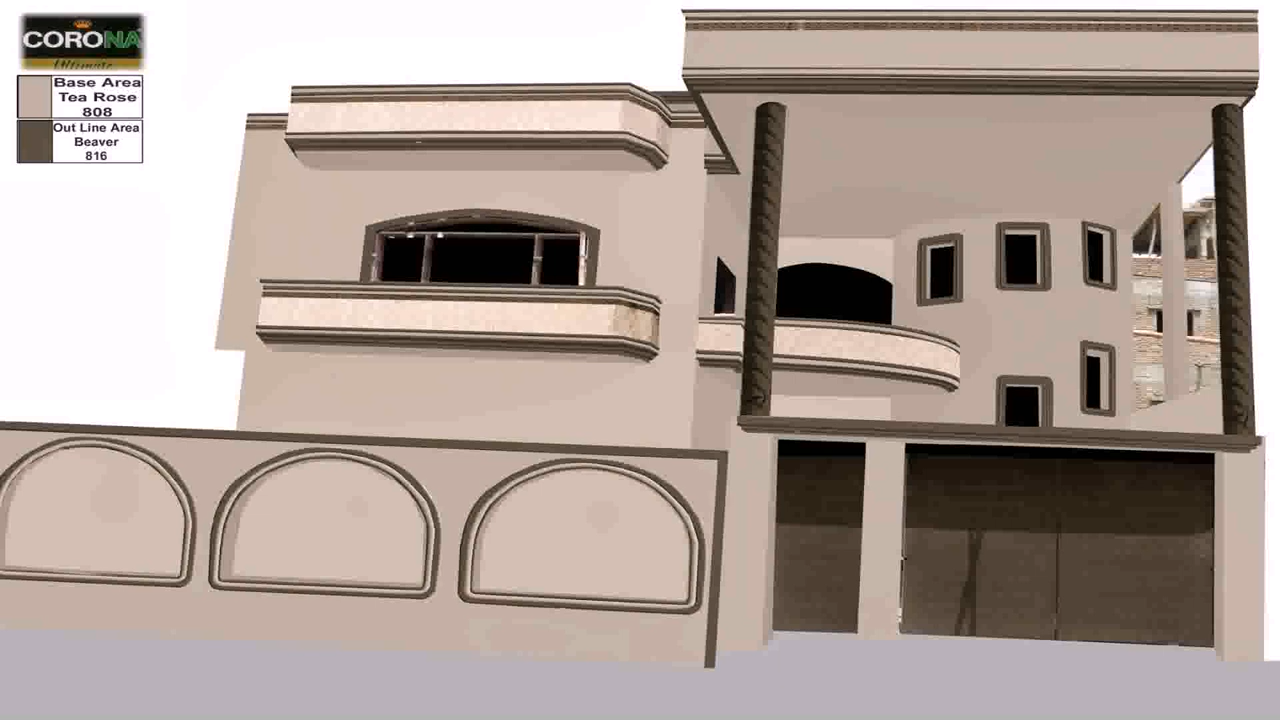 CORONA
Ultimate
Base Area
Tea Rose
808
Out Line Area
Beaver
816